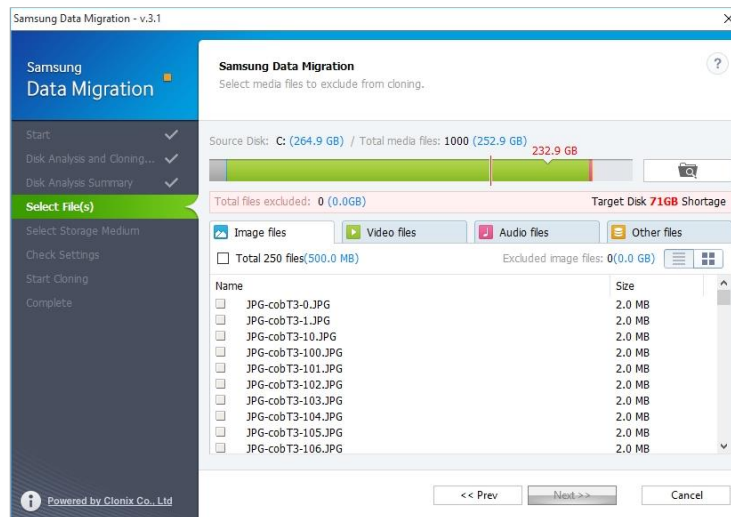 Samsung Data Migration - v.3.1
Samsung
Data Migration
Samsung Data Migration
Select media files to exclude from cloning.
?
Start
Disk Analysis and Cloning...
Disk Analysis Summary
Select File(s)
Select Storage Medium
Check Settings
Start Cloning
Complete
Source Disk: C: (264.9 GB) / Total media files: 1000 (252.9 GB)
232.9 GB
Total files excluded: 0 (0.0GB) Target Disk 71GB Shortage
Image files Video files Audio files Other files
Total 250 files(500.0 MB) Excluded image files: 0(0.0 GB)
Name Size
JPG-cobT3-0.JPG 2.0 MB
JPG-cobT3-1.JPG 2.0 MB
JPG-cobT3-10.JPG 2.0 MB
JPG-cobT3-100.JPG 2.0 MB
JPG-cobT3-101.JPG 2.0 MB
JPG-cobT3-102.JPG 2.0 MB
JPG-cobT3-103.JPG 2.0 MB
JPG-cobT3-104.JPG 2.0 MB
JPG-cobT3-105.JPG 2.0 MB
JPG-cobT3-106.JPG 2.0 MB
Powered by Clonix Co., Ltd
<< Prev Next >> Cancel